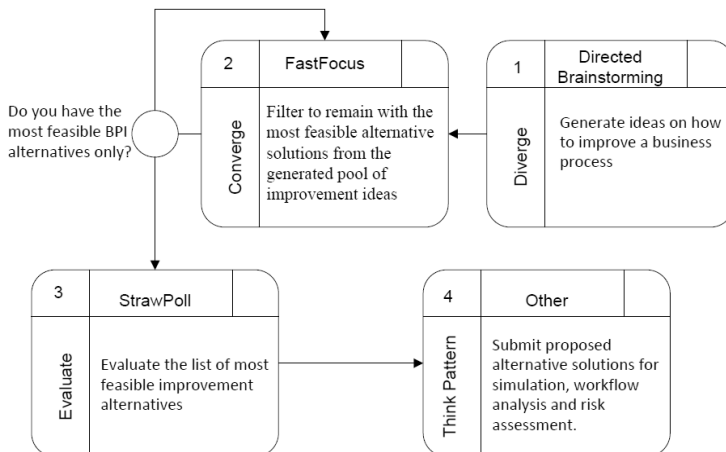 1
Directed
Brainstorming
Diverge
Generate ideas on how
to improve a business
process
2
FastFocus
Converge
Filter to remain with the
most feasible alternative
solutions from the
generated pool of
improvement ideas
Do you have the
most feasible BPI
alternatives only?
3
StrawPoll
Evaluate
Evaluate the list of most
feasible improvement
alternatives
4
Other
Think Pattern
Submit proposed
alternative solutions for
simulation, workflow
analysis and risk
assessment.